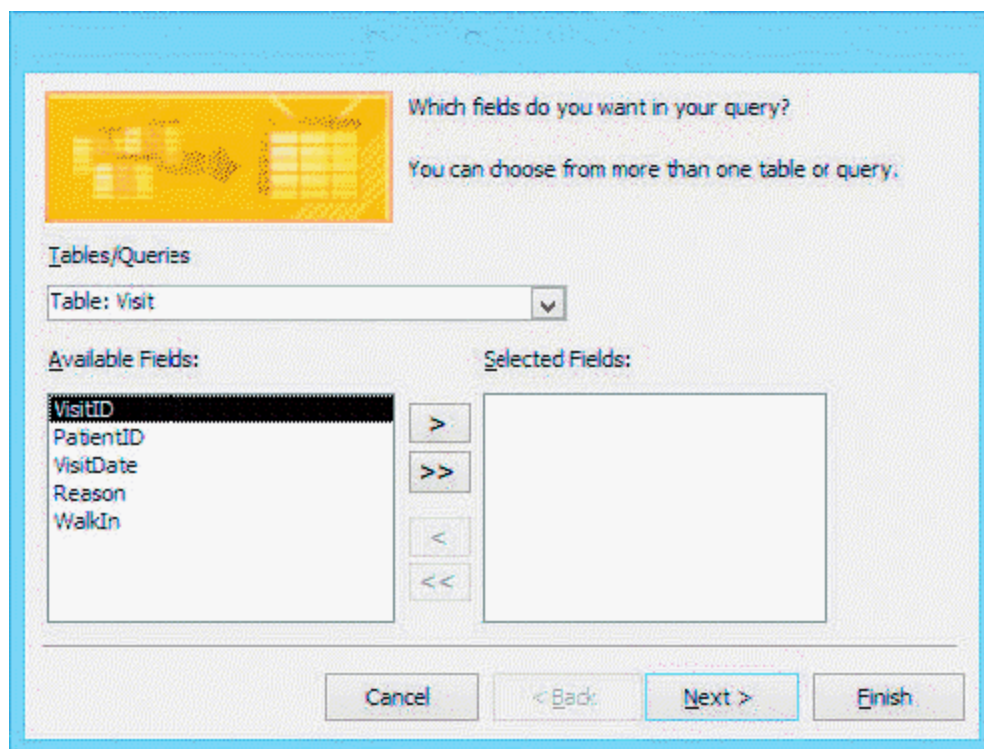 Which fields do you want in your query?
You can choose from more than one table or query.
Tables/Queries
Table: Visit
Available Fields:
Selected Fields:
VisitID
PatientID
VisitDate
Reason
WalkIn
>
>>
<
<<
Cancel
< Back
Next >
Finish